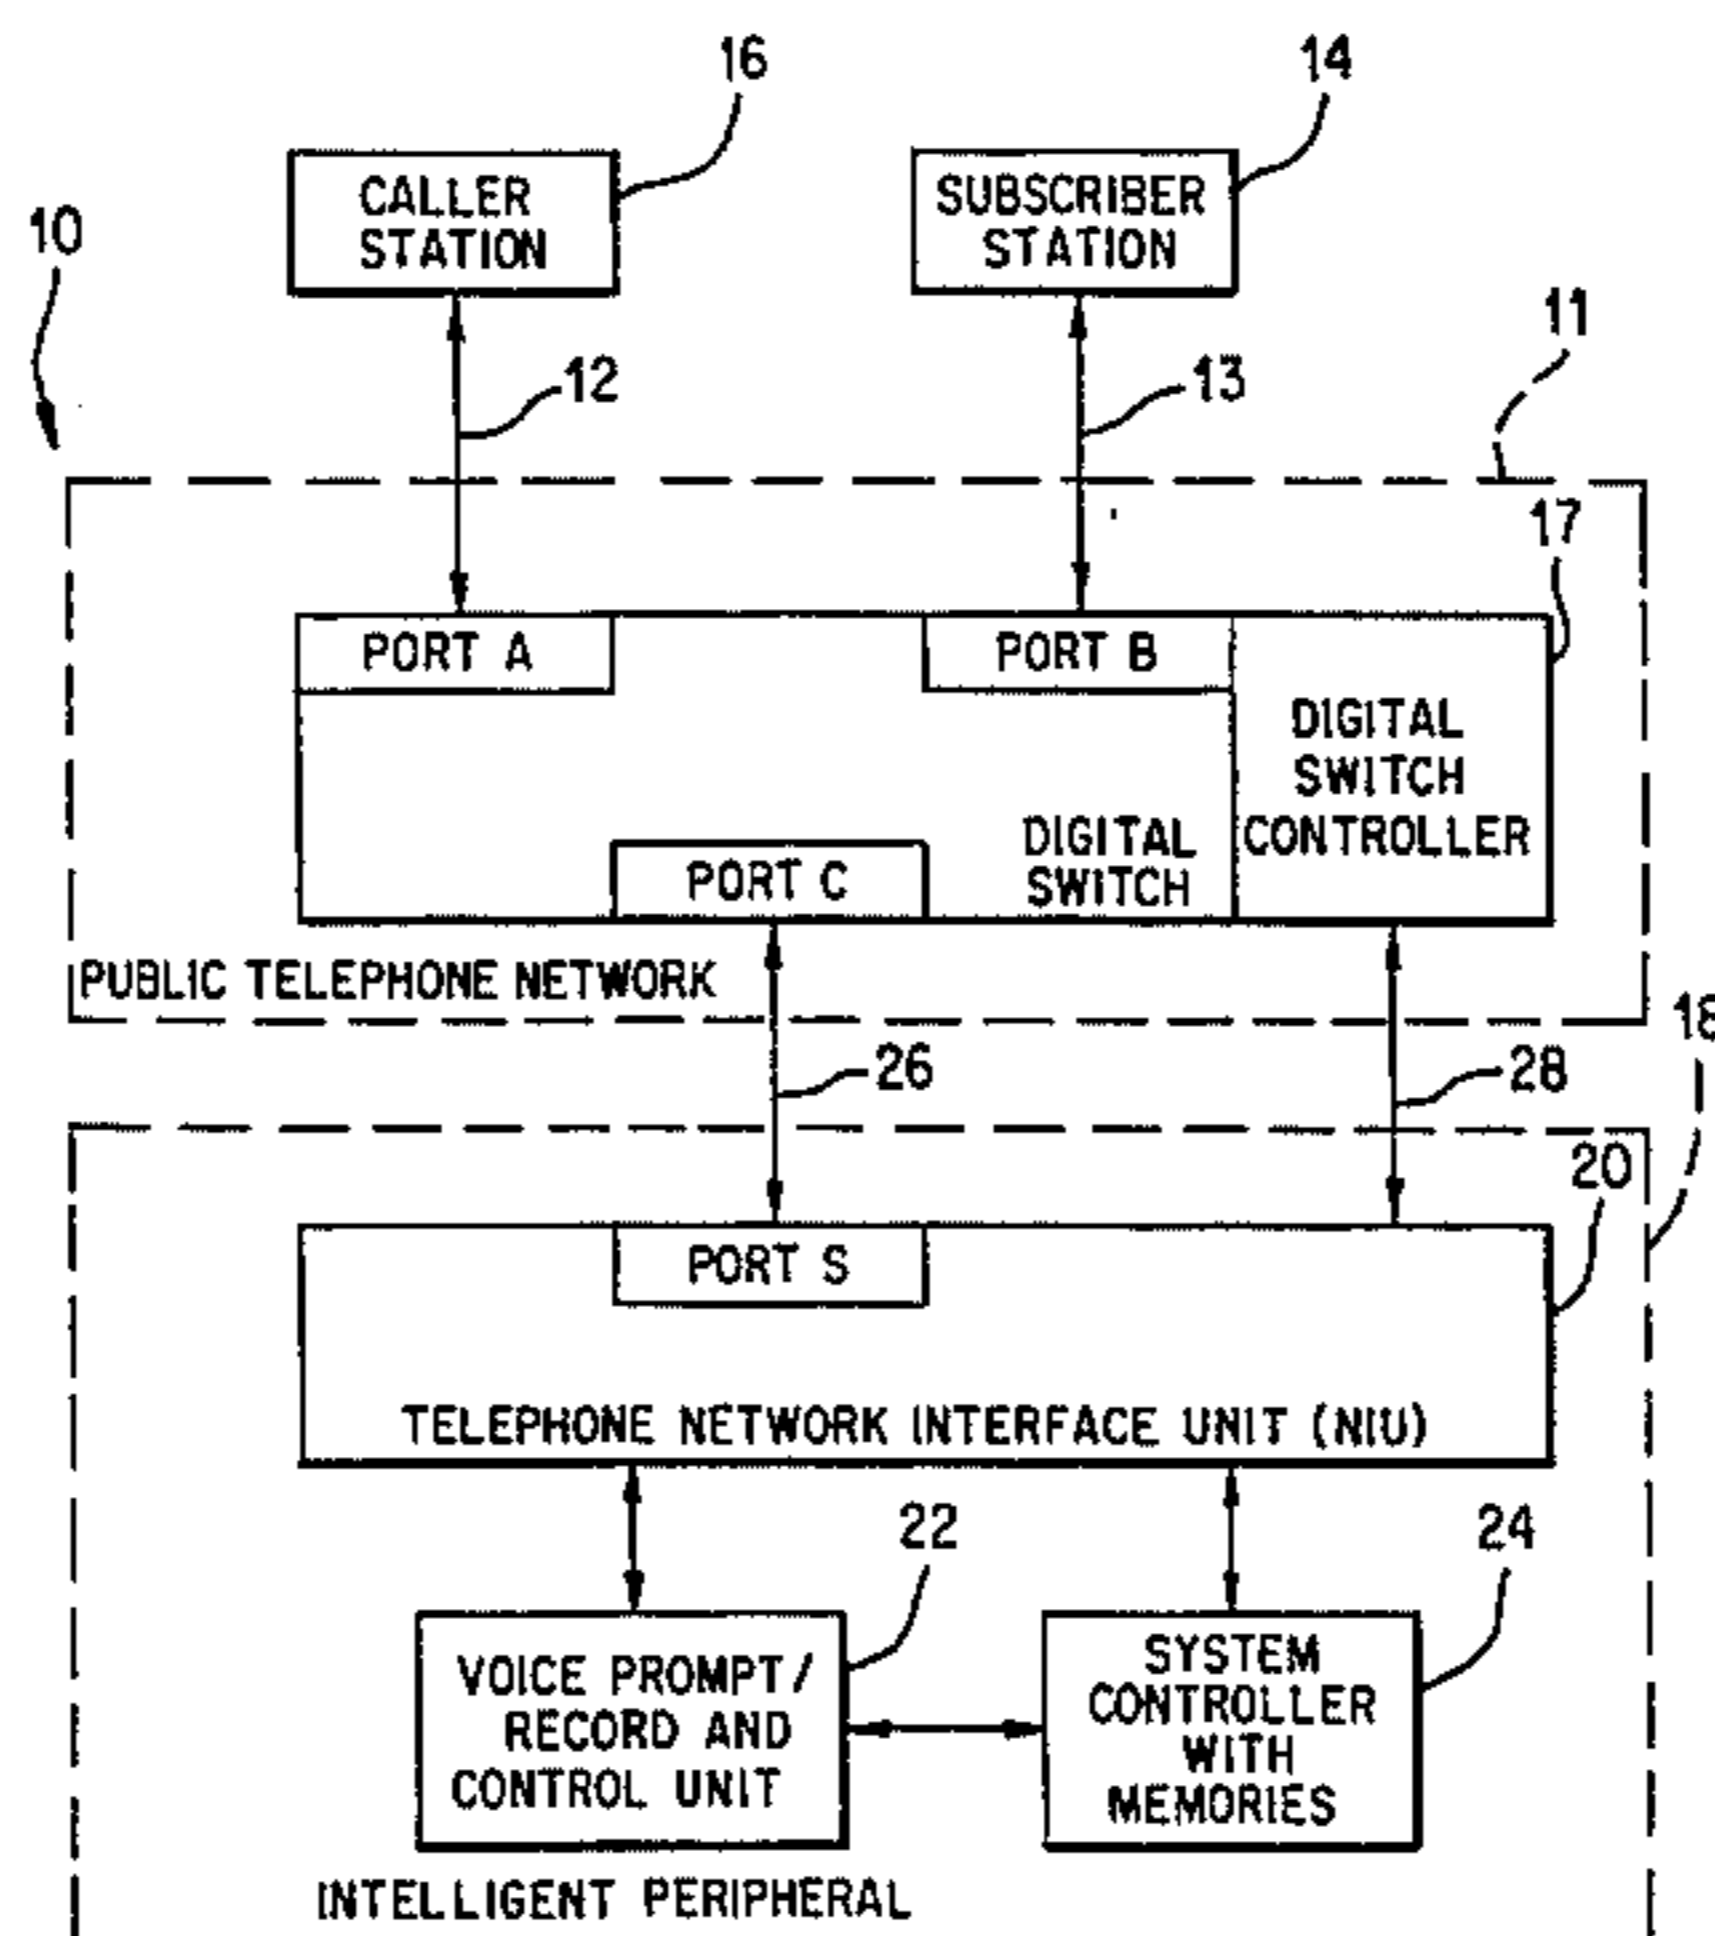 16
14
CALLER
STATION
SUBSCRIBER
STATION
10
11
12
13
17
PORT A
PORT B
DIGITAL
SWITCH
CONTROLLER
DIGITAL
SWITCH
PORT C
PUBLIC TELEPHONE NETWORK
18
26
28
20
PORT S
TELEPHONE NETWORK INTERFACE UNIT (NIU)
22
24
VOICE PROMPT/
RECORD AND
CONTROL UNIT
SYSTEM
CONTROLLER
WITH
MEMORIES
INTELLIGENT PERIPHERAL